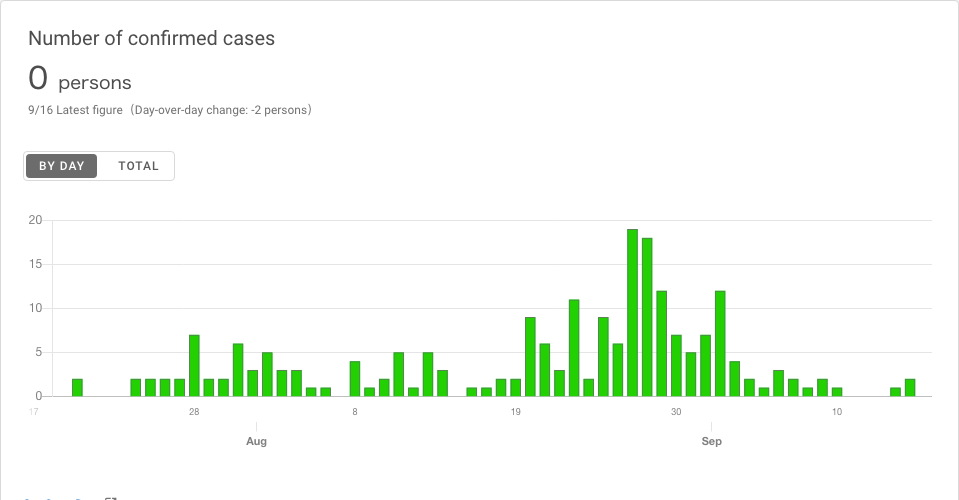 Number of confirmed cases
0 persons
9/16 Latest figure（Day-over-day change: -2 persons）
BY DAY TOTAL
20
15
10
5
0
17 28 8 19 30 10
Aug Sep